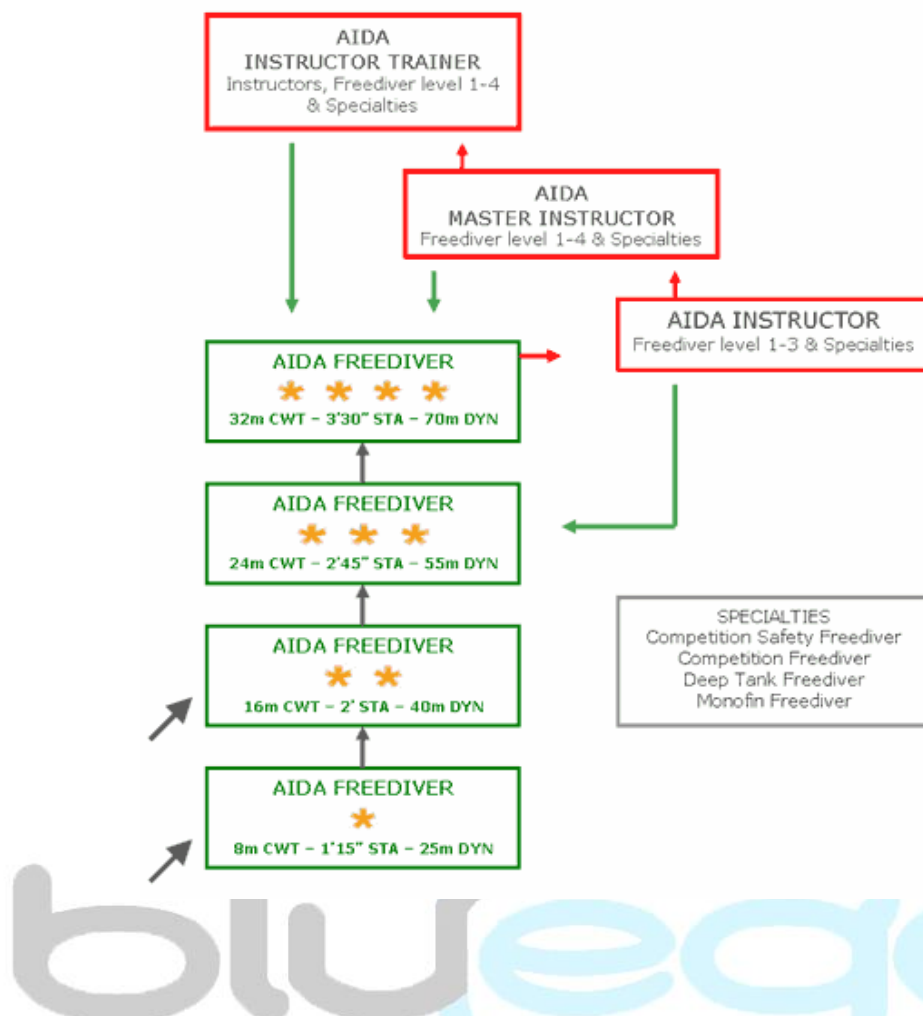 AIDA
INSTRUCTOR TRAINER
Instructors, Freediver level 1-4
& Specialties
AIDA
MASTER INSTRUCTOR
Freediver level 1-4 & Specialties
AIDA INSTRUCTOR
Freediver level 1-3 & Specialties
AIDA FREEDIVER
* * * *
32m CWT – 3'30" STA – 70m DYN
AIDA FREEDIVER
* * *
24m CWT – 2'45" STA – 55m DYN
AIDA FREEDIVER
* *
16m CWT – 2' STA – 40m DYN
AIDA FREEDIVER
*
8m CWT – 1'15" STA – 25m DYN
SPECIALTIES
Competition Safety Freediver
Competition Freediver
Deep Tank Freediver
Monofin Freediver